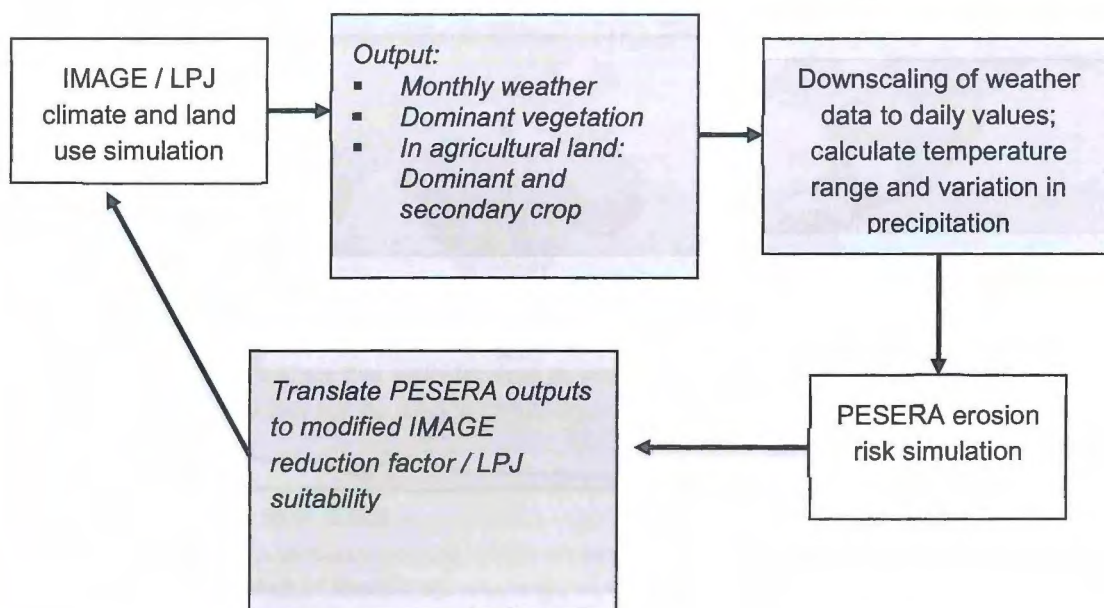 IMAGE / LPJ
climate and land
use simulation
Output:
▪ Monthly weather
▪ Dominant vegetation
▪ In agricultural land:
Dominant and
secondary crop
Downscaling of weather
data to daily values;
calculate temperature
range and variation in
precipitation
PESERA erosion
risk simulation
Translate PESERA outputs
to modified IMAGE
reduction factor / LPJ
suitability